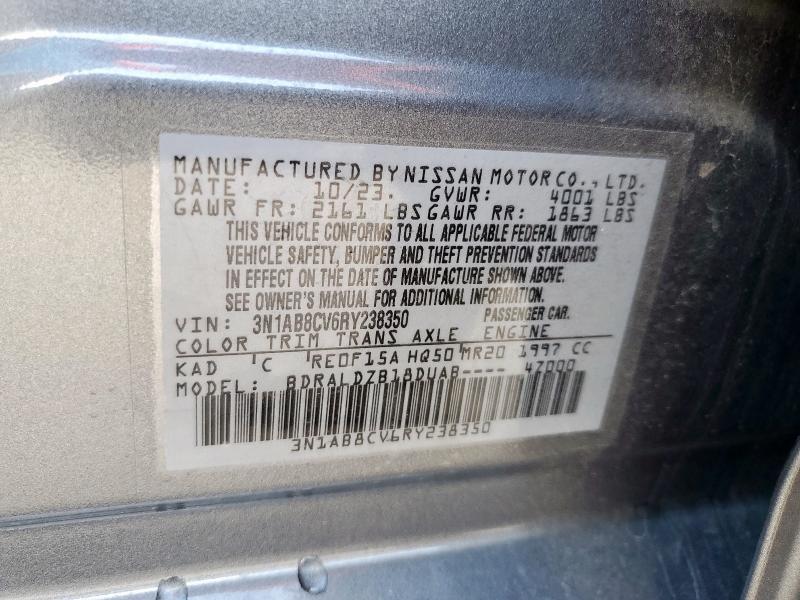 MANUFACTURED BY NISSAN MOTOR CO., LTD.
DATE: 10/23. GVWR: 4001 LBS
GAWR FR: 2161 LBS GAWR RR: 1863 LBS
THIS VEHICLE CONFORMS TO ALL APPLICABLE FEDERAL MOTOR
VEHICLE SAFETY, BUMPER AND THEFT PREVENTION STANDARDS
IN EFFECT ON THE DATE OF MANUFACTURE SHOWN ABOVE.
SEE OWNER'S MANUAL FOR ADDITIONAL INFORMATION.
VIN: 3N1AB8CV6RY238350 PASSENGER CAR.
COLOR TRIM TRANS AXLE ENGINE
KAD C RE0F15A HQ50 MR20 1997 CC
MODEL: BDRALDZB18DUAB---- 47000
3N1AB8CV6RY238350